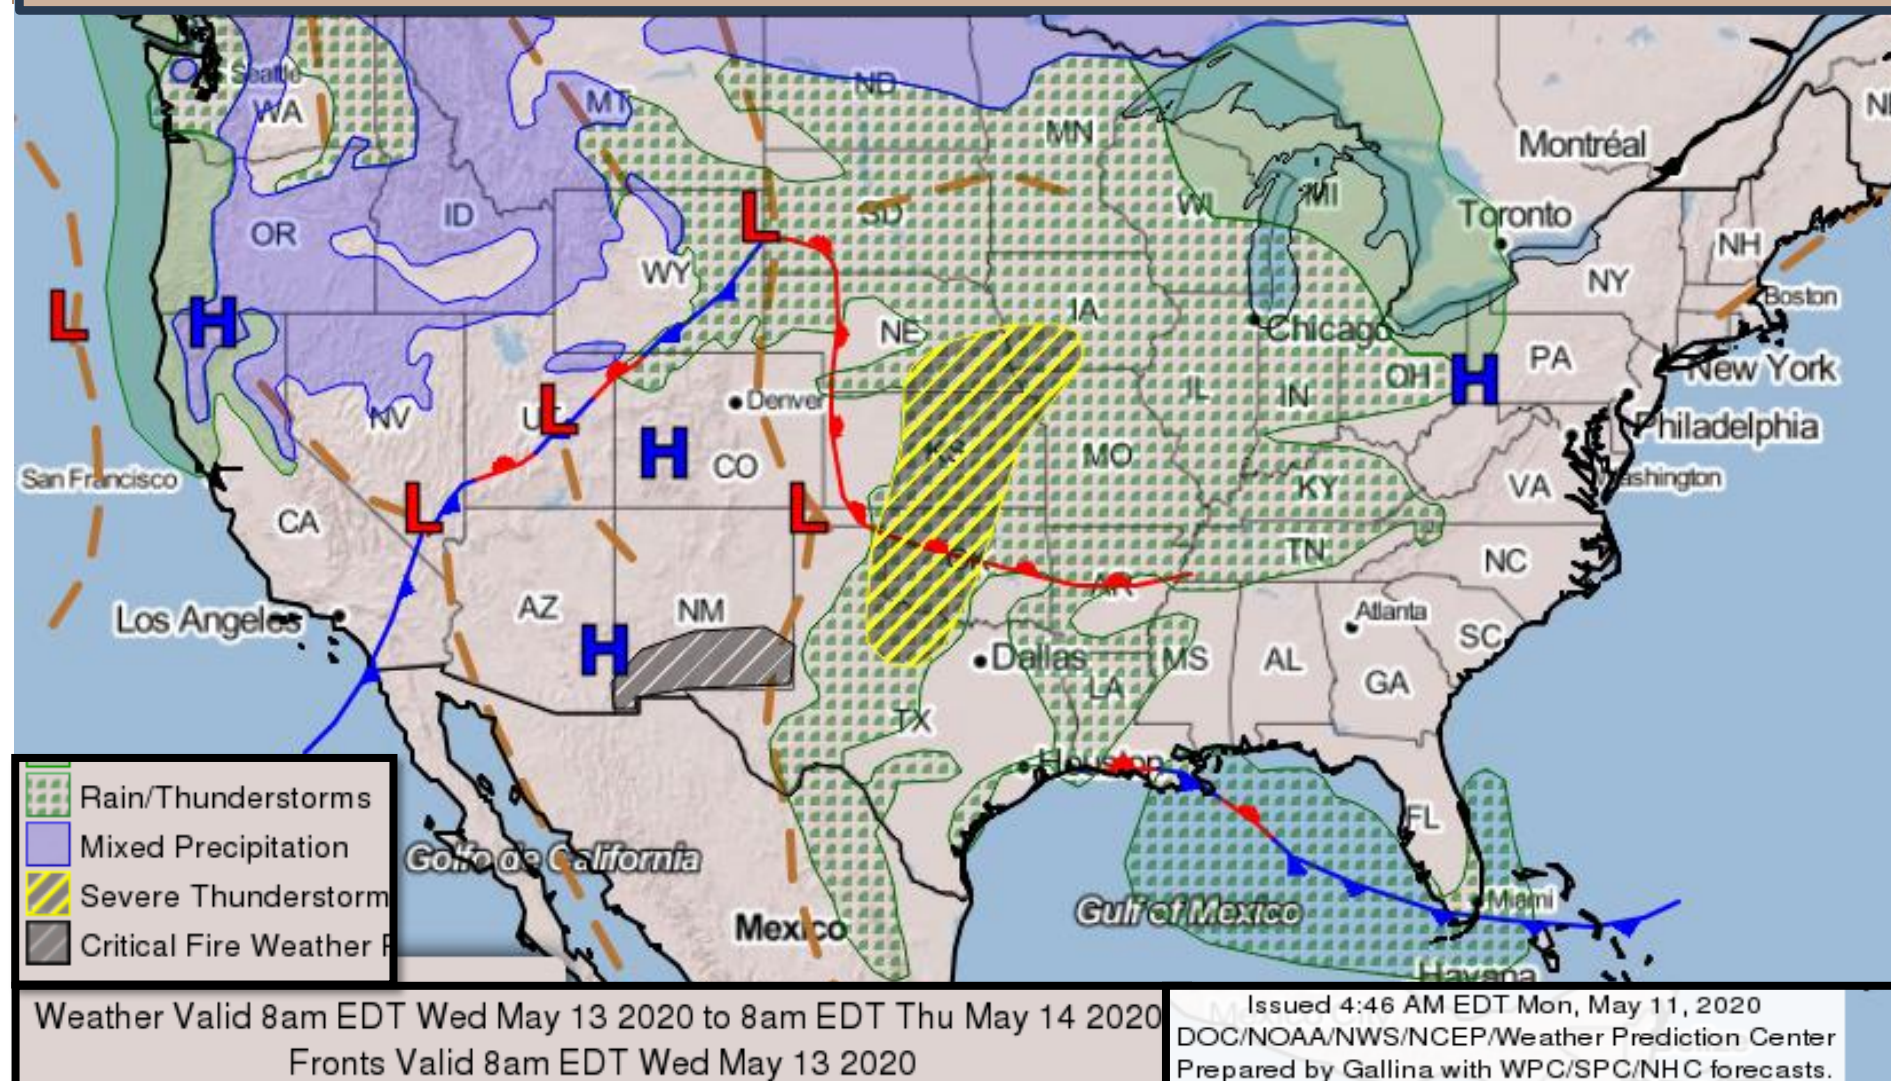 Seattle
WA
MT
ND
MN
Montréal
OR
ID
SD
WI
MI
Toronto
NH
WY
NY
L
L
H
IA
Boston
NE
Chicago
PA
New York
H
OH
IL
IN
L
NV
Denver
Philadelphia
H
CO
MO
San Francisco
KY
VA
Washington
L
L
CA
TN
NC
AR
AZ
NM
Atlanta
Los Angeles
SC
H
Dallas
MS
AL
GA
LA
TX
Houston
Rain/Thunderstorms
FL
Mixed Precipitation
Golfo de California
Severe Thunderstorm
Miami
Gulf of Mexico
Mexico
Critical Fire Weather
Havana
Weather Valid 8am EDT Wed May 13 2020 to 8am EDT Thu May 14 2020
Fronts Valid 8am EDT Wed May 13 2020
Issued 4:46 AM EDT Mon, May 11, 2020
DOC/NOAA/NWS/NCEP/Weather Prediction Center
Prepared by Gallina with WPC/SPC/NHC forecasts.